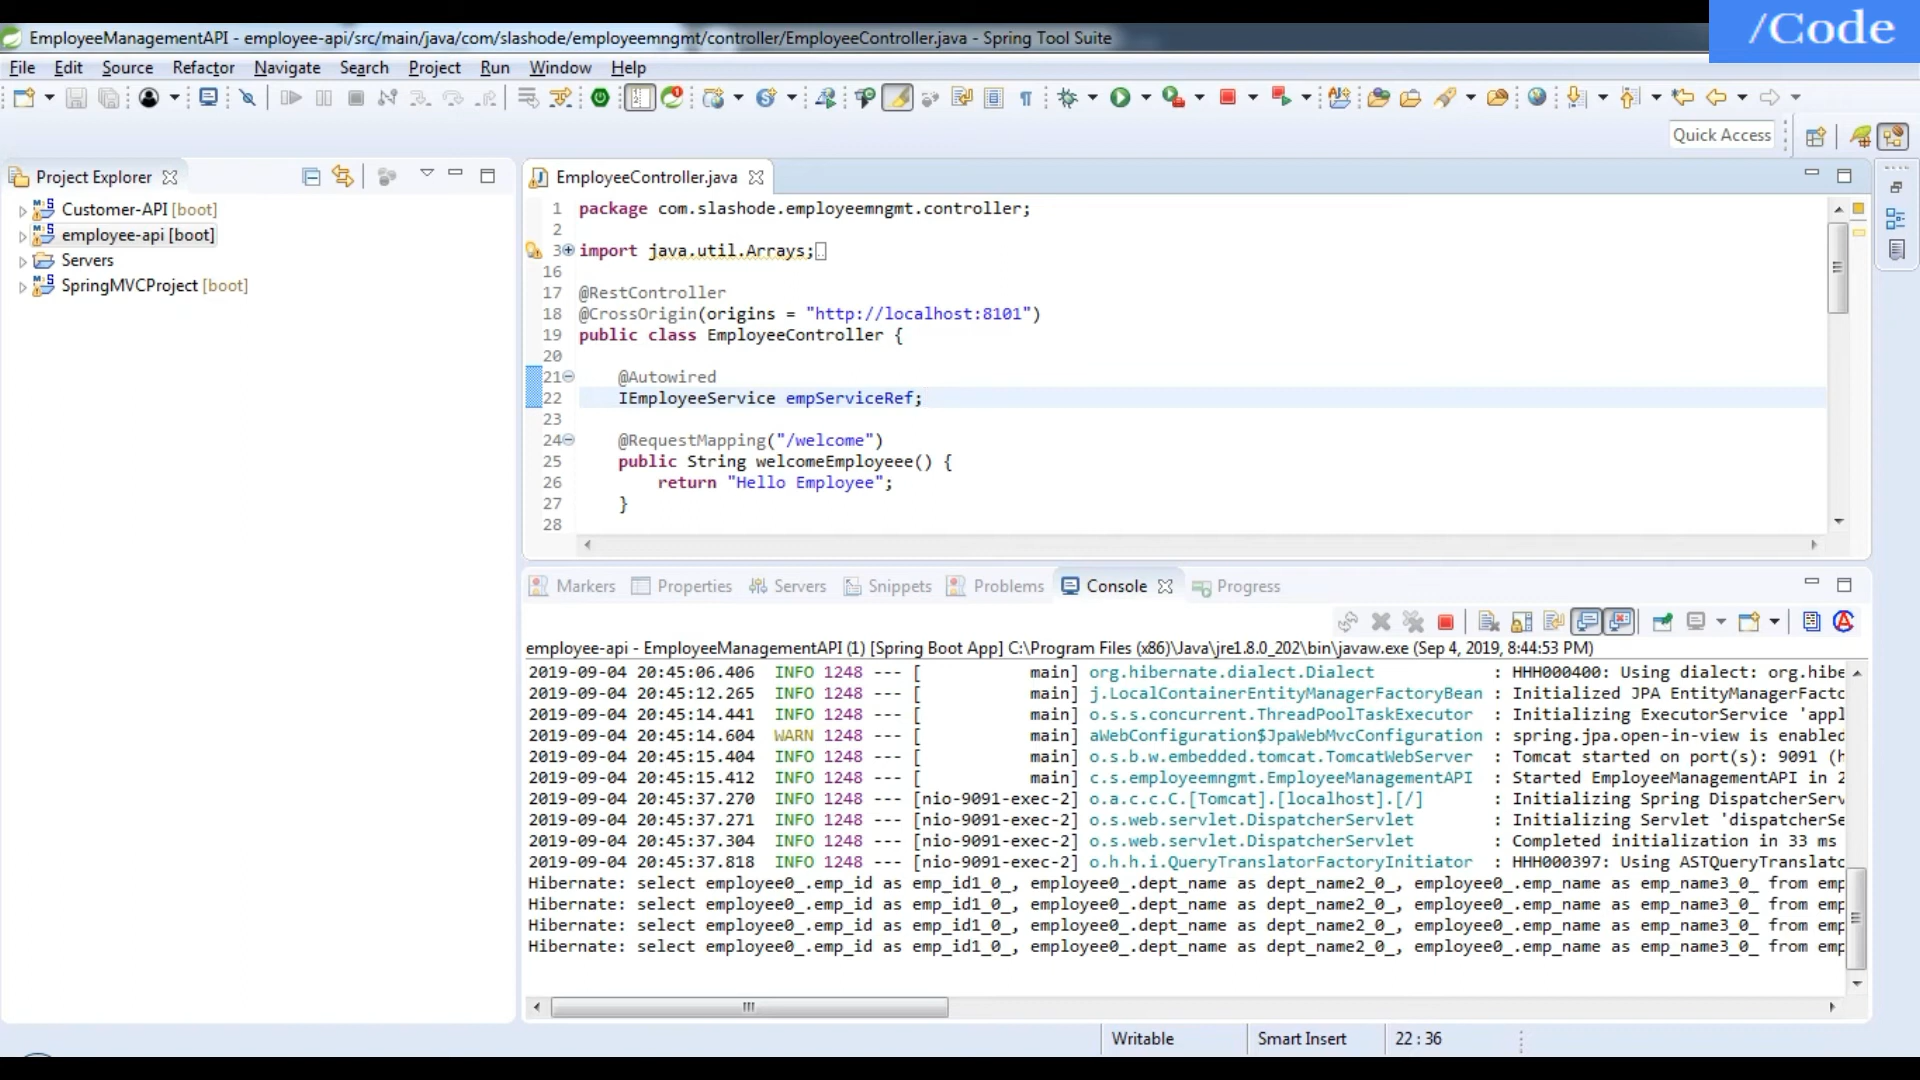 /Code
EmployeeManagementAPI - employee-api/src/main/java/com/slashode/employeemngmt/controller/EmployeeController.java - Spring Tool Suite
File Edit Source Refactor Navigate Search Project Run Window Help
Quick Access
Project Explorer
Customer-API [boot]
employee-api [boot]
Servers
SpringMVCProject [boot]
EmployeeController.java
1 package com.slashode.employeemngmt.controller;
2
3 import java.util.Arrays;
16
17 @RestController
18 @CrossOrigin(origins = "http://localhost:8101")
19 public class EmployeeController {
20
21 @Autowired
22 IEmployeeService empServiceRef;
23
24 @RequestMapping("/welcome")
25 public String welcomeEmployeee() {
26 return "Hello Employee";
27 }
28
Markers Properties Servers Snippets Problems Console Progress
employee-api - EmployeeManagementAPI (1) [Spring Boot App] C:\Program Files (x86)\Java\jre1.8.0_202\bin\javaw.exe (Sep 4, 2019, 8:44:53 PM)
2019-09-04 20:45:06.406 INFO 1248 --- [ main] org.hibernate.dialect.Dialect : HHH000400: Using dialect: org.hibe
2019-09-04 20:45:12.265 INFO 1248 --- [ main] j.LocalContainerEntityManagerFactoryBean : Initialized JPA EntityManagerFacto
2019-09-04 20:45:14.441 INFO 1248 --- [ main] o.s.s.concurrent.ThreadPoolTaskExecutor : Initializing ExecutorService 'appl
2019-09-04 20:45:14.604 WARN 1248 --- [ main] aWebConfiguration$JpaWebMvcConfiguration : spring.jpa.open-in-view is enabled
2019-09-04 20:45:15.404 INFO 1248 --- [ main] o.s.b.w.embedded.tomcat.TomcatWebServer : Tomcat started on port(s): 9091 (h
2019-09-04 20:45:15.412 INFO 1248 --- [ main] c.s.employeemngmt.EmployeeManagementAPI : Started EmployeeManagementAPI in 2
2019-09-04 20:45:37.270 INFO 1248 --- [nio-9091-exec-2] o.a.c.c.C.[Tomcat].[localhost].[/] : Initializing Spring DispatcherServ
2019-09-04 20:45:37.271 INFO 1248 --- [nio-9091-exec-2] o.s.web.servlet.DispatcherServlet : Initializing Servlet 'dispatcherSe
2019-09-04 20:45:37.304 INFO 1248 --- [nio-9091-exec-2] o.s.web.servlet.DispatcherServlet : Completed initialization in 33 ms
2019-09-04 20:45:37.818 INFO 1248 --- [nio-9091-exec-2] o.h.h.i.QueryTranslatorFactoryInitiator : HHH000397: Using ASTQueryTranslato
Hibernate: select employee0_.emp_id as emp_id1_0_, employee0_.dept_name as dept_name2_0_, employee0_.emp_name as emp_name3_0_ from emp
Hibernate: select employee0_.emp_id as emp_id1_0_, employee0_.dept_name as dept_name2_0_, employee0_.emp_name as emp_name3_0_ from emp
Hibernate: select employee0_.emp_id as emp_id1_0_, employee0_.dept_name as dept_name2_0_, employee0_.emp_name as emp_name3_0_ from emp
Hibernate: select employee0_.emp_id as emp_id1_0_, employee0_.dept_name as dept_name2_0_, employee0_.emp_name as emp_name3_0_ from emp
Writable Smart Insert 22 : 36